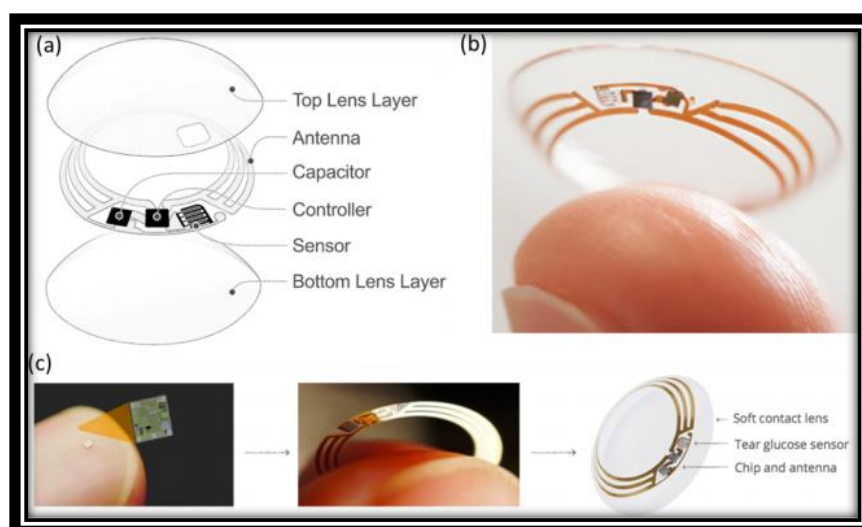 (a)
Top Lens Layer
Antenna
Capacitor
Controller
Sensor
Bottom Lens Layer
(b)
(c)
Soft contact lens
Tear glucose sensor
Chip and antenna